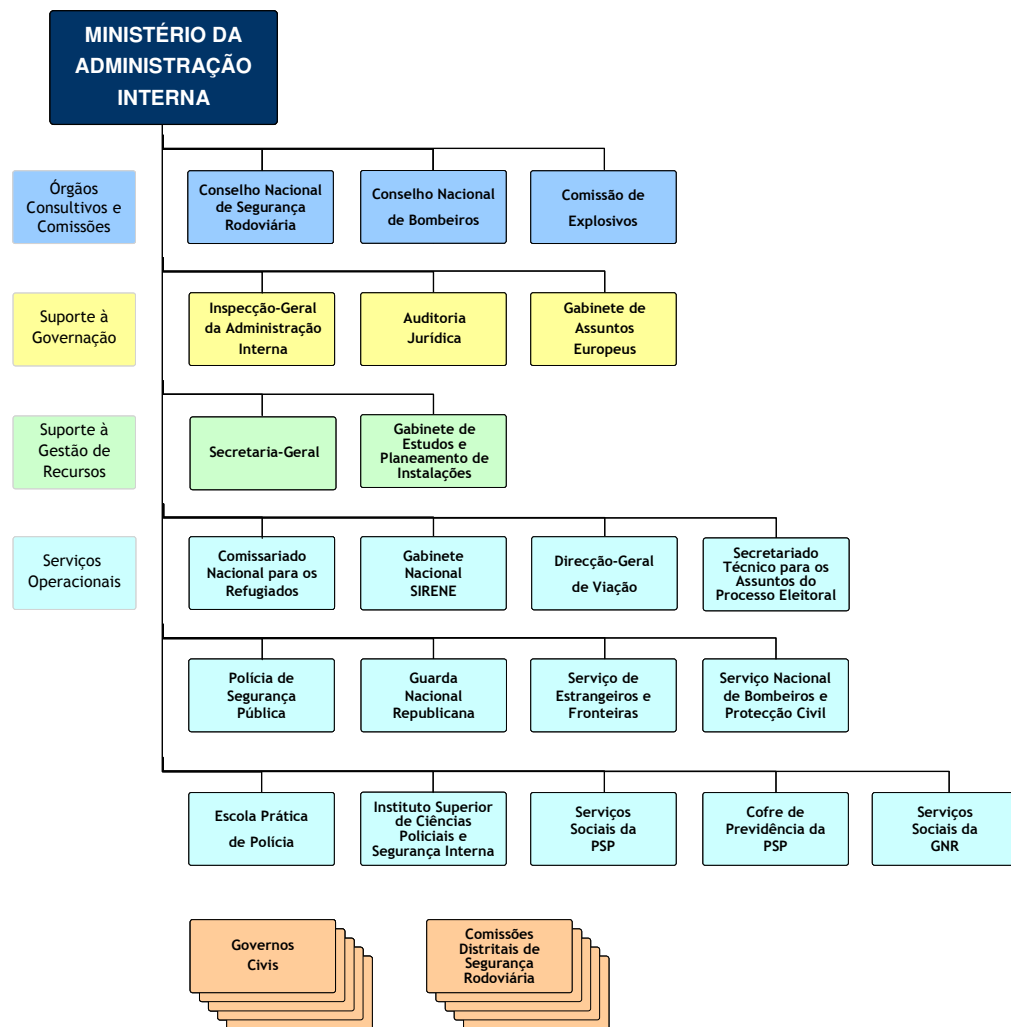 MINISTÉRIO DA
ADMINISTRAÇÃO
INTERNA
Órgãos
Consultivos e
Comissões
Conselho Nacional
de Segurança
Rodoviária
Conselho Nacional
de Bombeiros
Comissão de
Explosivos
Suporte à
Governação
Inspecção-Geral
da Administração
Interna
Auditoria
Jurídica
Gabinete de
Assuntos
Europeus
Suporte à
Gestão de
Recursos
Secretaria-Geral
Gabinete de
Estudos e
Planeamento de
Instalações
Serviços
Operacionais
Comissariado
Nacional para os
Refugiados
Gabinete
Nacional
SIRENE
Direcção-Geral
de Viação
Secretariado
Técnico para os
Assuntos do
Processo Eleitoral
Polícia de
Segurança
Pública
Guarda
Nacional
Republicana
Serviço de
Estrangeiros e
Fronteiras
Serviço Nacional
de Bombeiros e
Protecção Civil
Escola Prática
de Polícia
Instituto Superior
de Ciências
Policiais e
Segurança Interna
Serviços
Sociais da
PSP
Cofre de
Previdência da
PSP
Serviços
Sociais da
GNR
Governos
Civis
Comissões
Distritais de
Segurança
Rodoviária